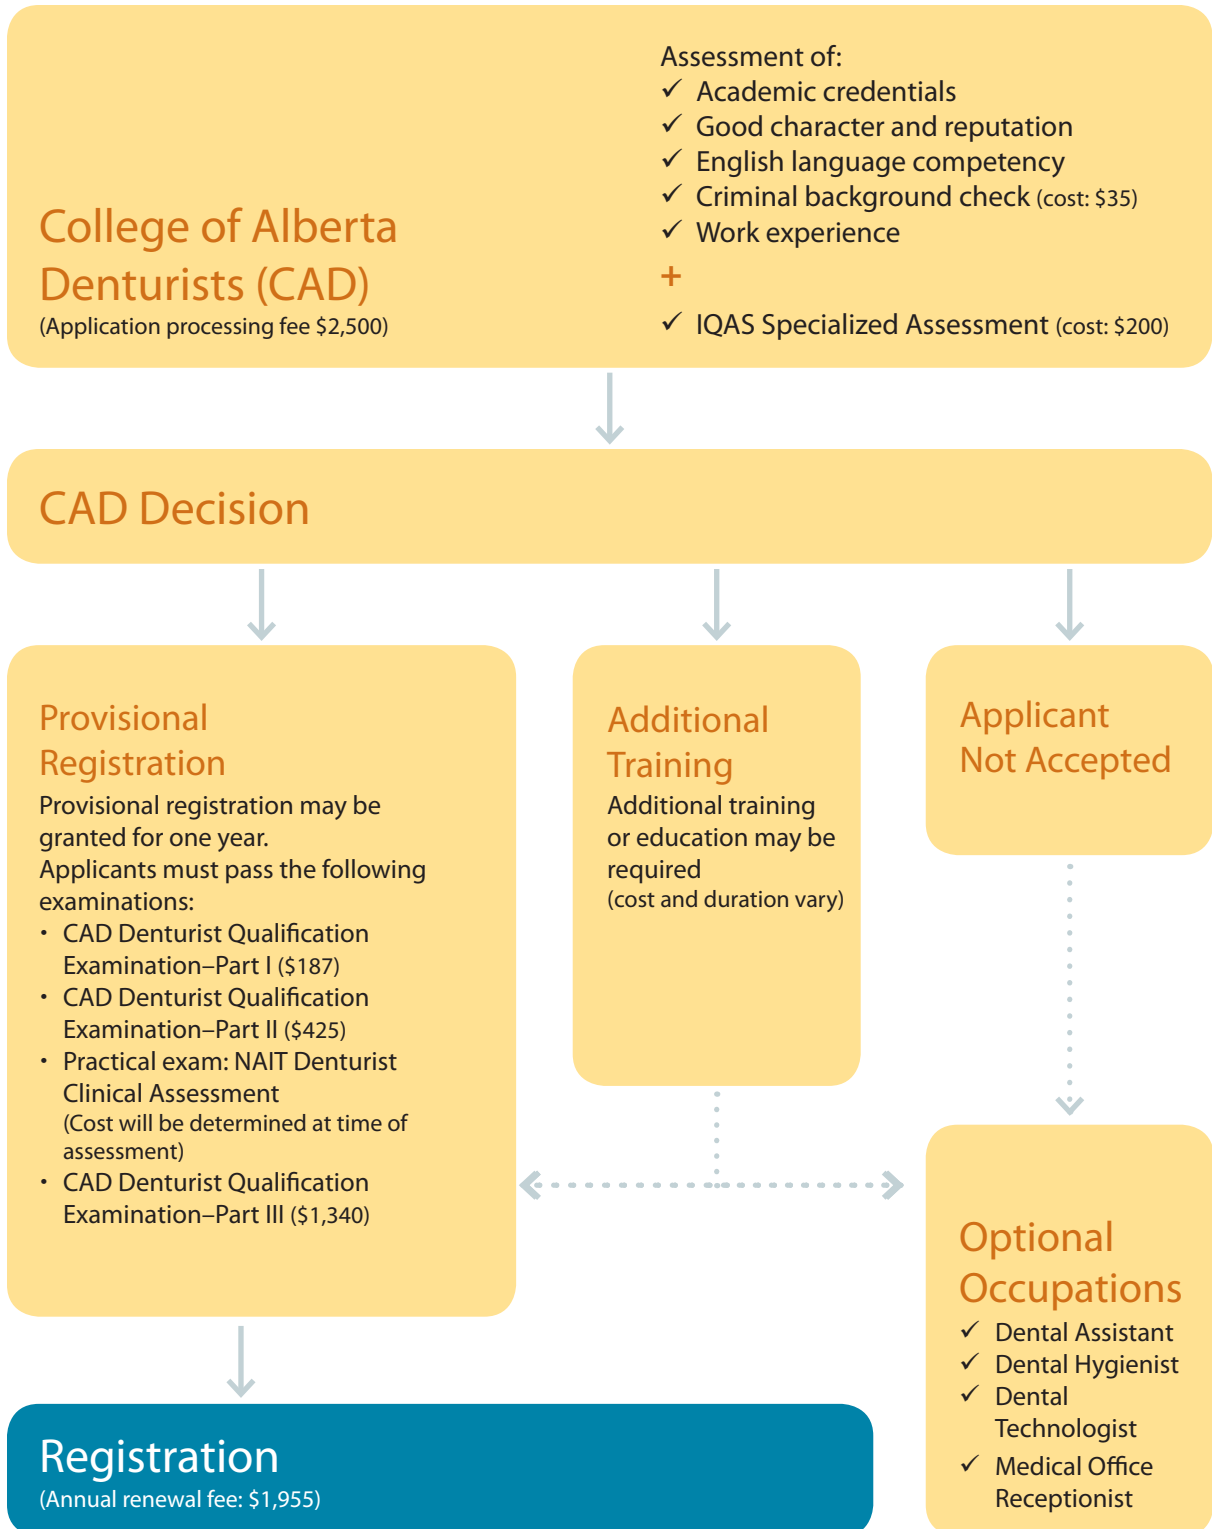 College of Alberta
Denturists (CAD)
(Application processing fee $2,500)
Assessment of:
✓ Academic credentials
✓ Good character and reputation
✓ English language competency
✓ Criminal background check (cost: $35)
✓ Work experience
+
✓ IQAS Specialized Assessment (cost: $200)
CAD Decision
Provisional
Registration
Provisional registration may be
granted for one year.
Applicants must pass the following
examinations:
• CAD Denturist Qualification
Examination–Part I ($187)
• CAD Denturist Qualification
Examination–Part II ($425)
• Practical exam: NAIT Denturist
Clinical Assessment
(Cost will be determined at time of
assessment)
• CAD Denturist Qualification
Examination–Part III ($1,340)
Additional
Training
Additional training
or education may be
required
(cost and duration vary)
Applicant
Not Accepted
Optional
Occupations
✓ Dental Assistant
✓ Dental Hygienist
✓ Dental
Technologist
✓ Medical Office
Receptionist
Registration
(Annual renewal fee: $1,955)